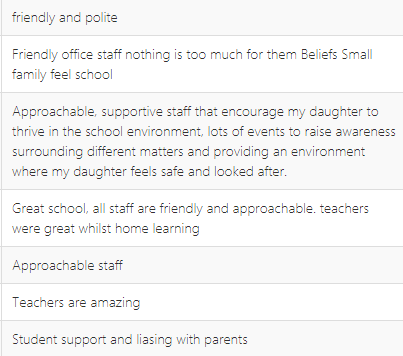 friendly and polite
Friendly office staff nothing is too much for them Beliefs Small
family feel school
Approachable, supportive staff that encourage my daughter to
thrive in the school environment, lots of events to raise awareness
surrounding different matters and providing an environment
where my daughter feels safe and looked after.
Great school, all staff are friendly and approachable. teachers
were great whilst home learning
Approachable staff
Teachers are amazing
Student support and liasing with parents